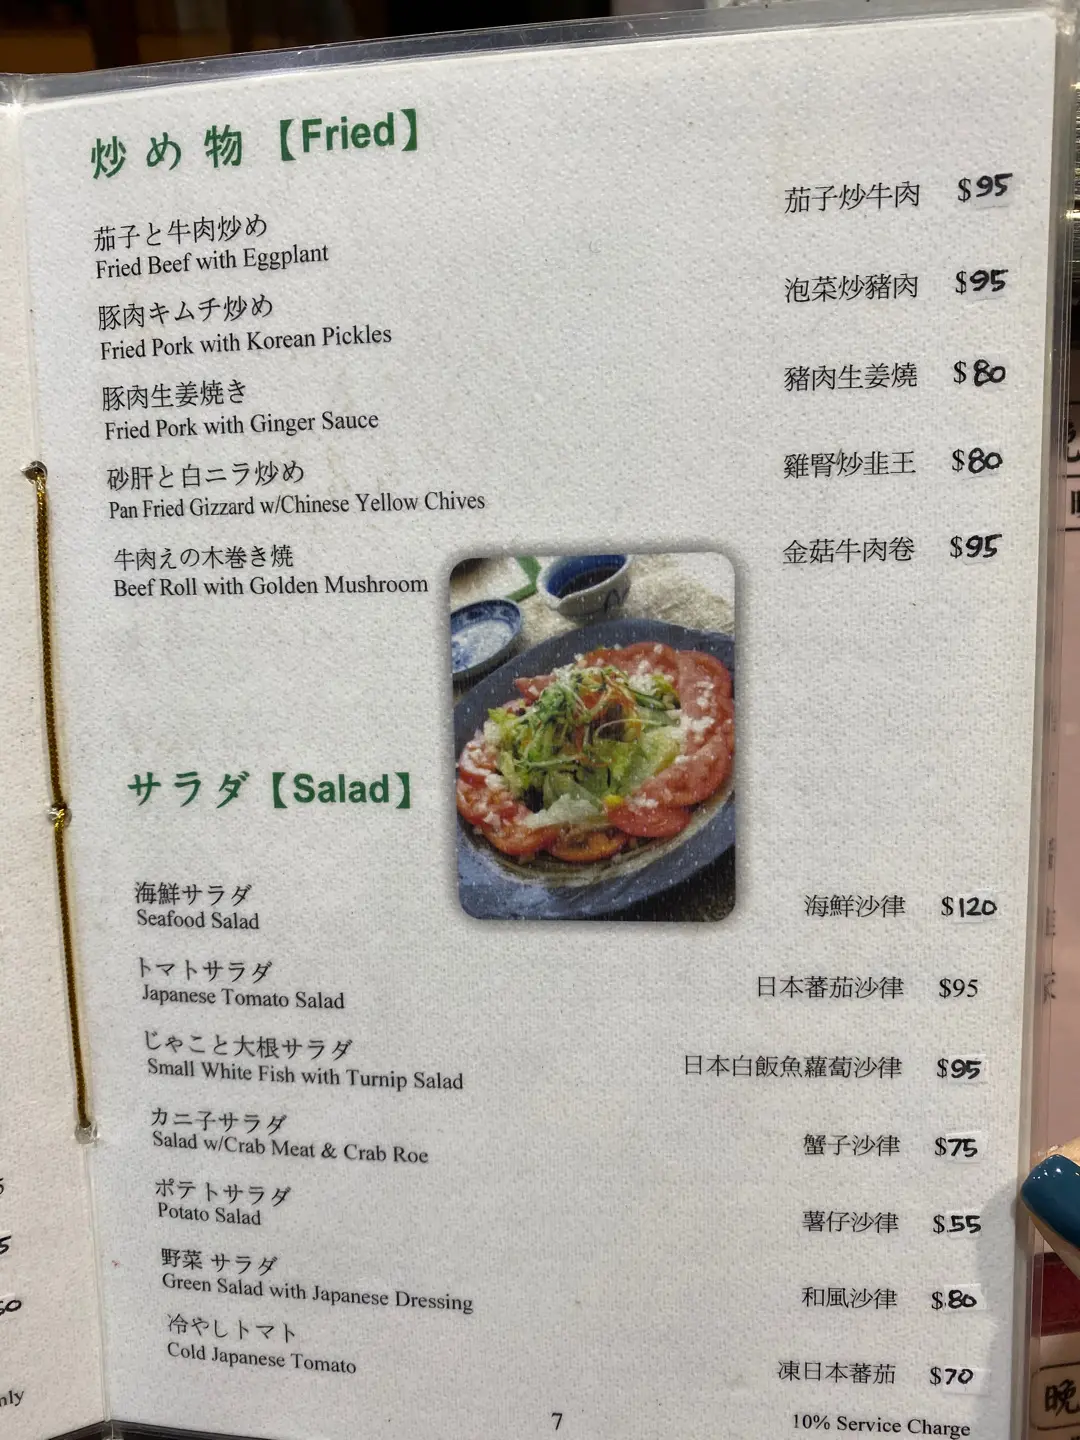 炒め物【Fried】
茄子と牛肉炒め 茄子炒牛肉 $95
Fried Beef with Eggplant
豚肉キムチ炒め 泡菜炒豬肉 $95
Fried Pork with Korean Pickles
豚肉生姜焼き 豬肉生姜燒 $80
Fried Pork with Ginger Sauce
砂肝と白ニラ炒め 雞腎炒韭王 $80
Pan Fried Gizzard w/Chinese Yellow Chives
牛肉えの木巻き焼 金菇牛肉卷 $95
Beef Roll with Golden Mushroom
サラダ【Salad】
海鮮サラダ 海鮮沙律 $120
Seafood Salad
トマトサラダ 日本蕃茄沙律 $95
Japanese Tomato Salad
じゃこと大根サラダ 日本白飯魚蘿蔔沙律 $95
Small White Fish with Turnip Salad
カニ子サラダ 蟹子沙律 $75
Salad w/Crab Meat & Crab Roe
ポテトサラダ 薯仔沙律 $55
Potato Salad
野菜 サラダ 和風沙律 $80
Green Salad with Japanese Dressing
冷やしトマト 凍日本蕃茄 $70
Cold Japanese Tomato
7
10% Service Charge
晩